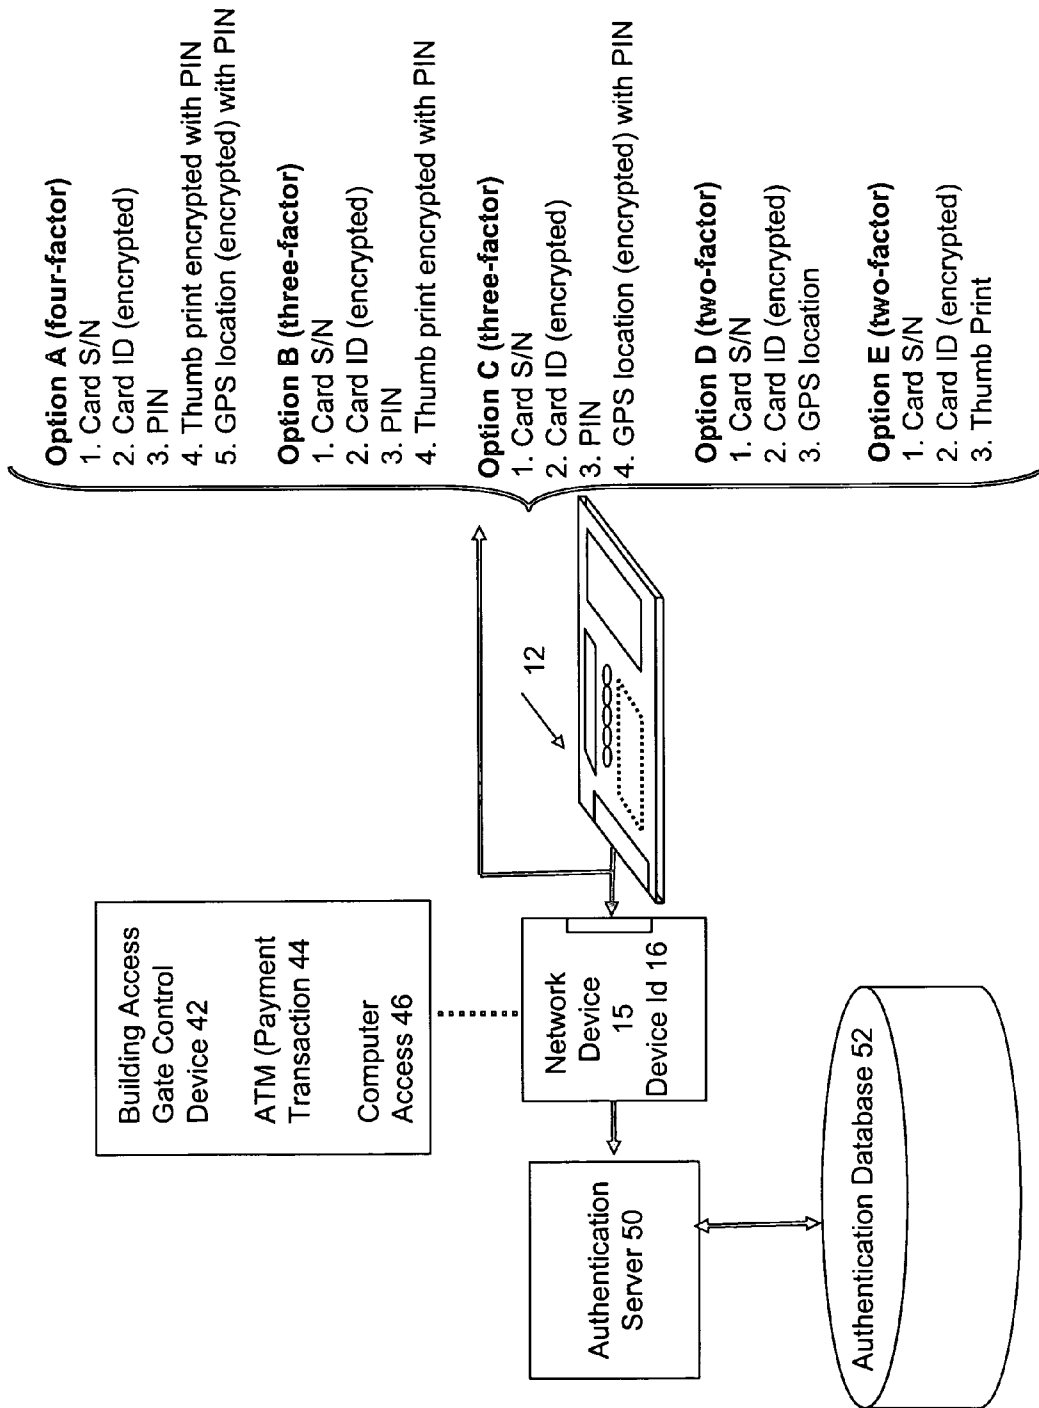 Option A (four-factor)
1. Card S/N
2. Card ID (encrypted)
3. PIN
4. Thumb print encrypted with PIN
5. GPS location (encrypted) with PIN
Option B (three-factor)
1. Card S/N
2. Card ID (encrypted)
3. PIN
4. Thumb print encrypted with PIN
Option C (three-factor)
1. Card S/N
2. Card ID (encrypted)
3. PIN
4. GPS location (encrypted) with PIN
Option D (two-factor)
1. Card S/N
2. Card ID (encrypted)
3. GPS location
Option E (two-factor)
1. Card S/N
2. Card ID (encrypted)
3. Thumb Print
12
Building Access
Gate Control
Device 42
ATM (Payment
Transaction 44
Computer
Access 46
Network
Device
15
Device Id 16
Authentication
Server 50
Authentication Database 52